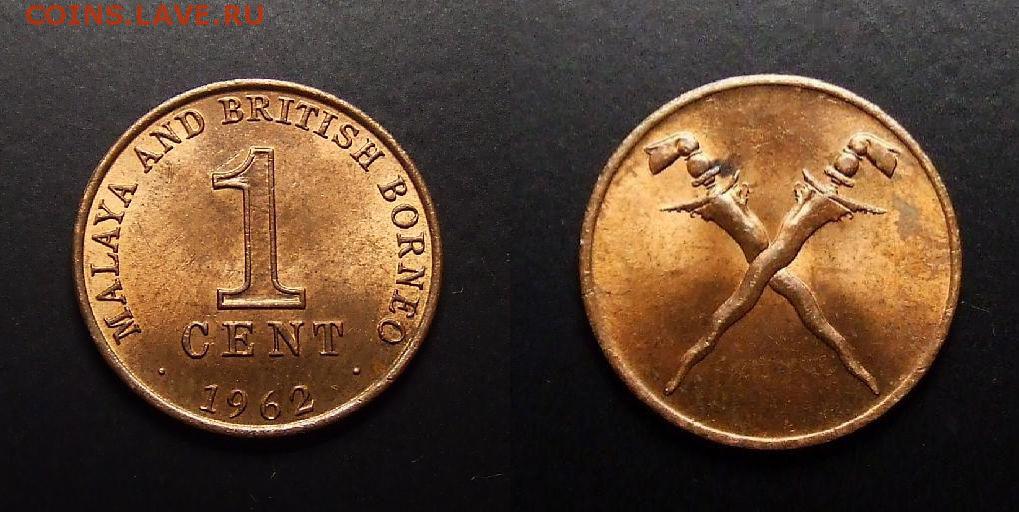 COINS.LAVE.RU
MALAYA AND BRITISH BORNEO
1
CENT
· 1962 ·